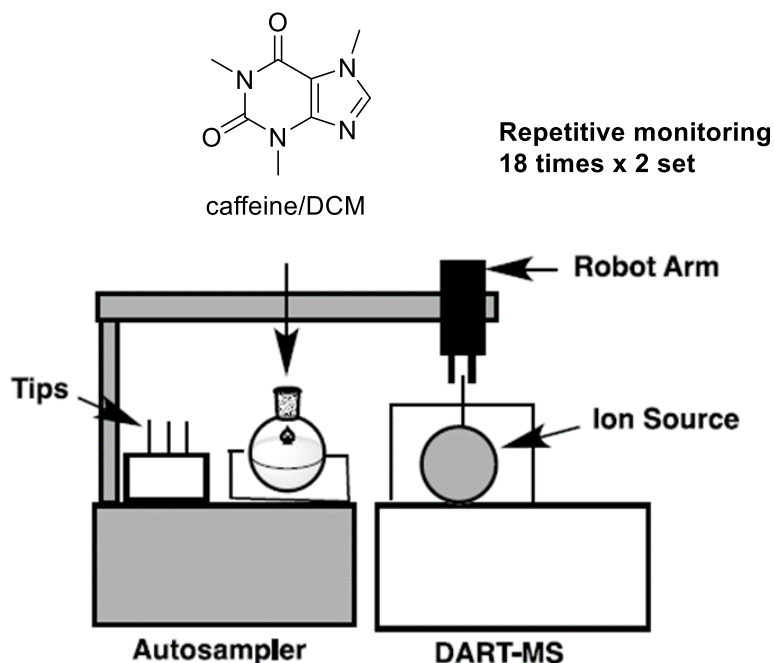 O
N
N
O
N
N
caffeine/DCM
Repetitive monitoring
18 times x 2 set
Robot Arm
Tips
Ion Source
Autosampler
DART-MS